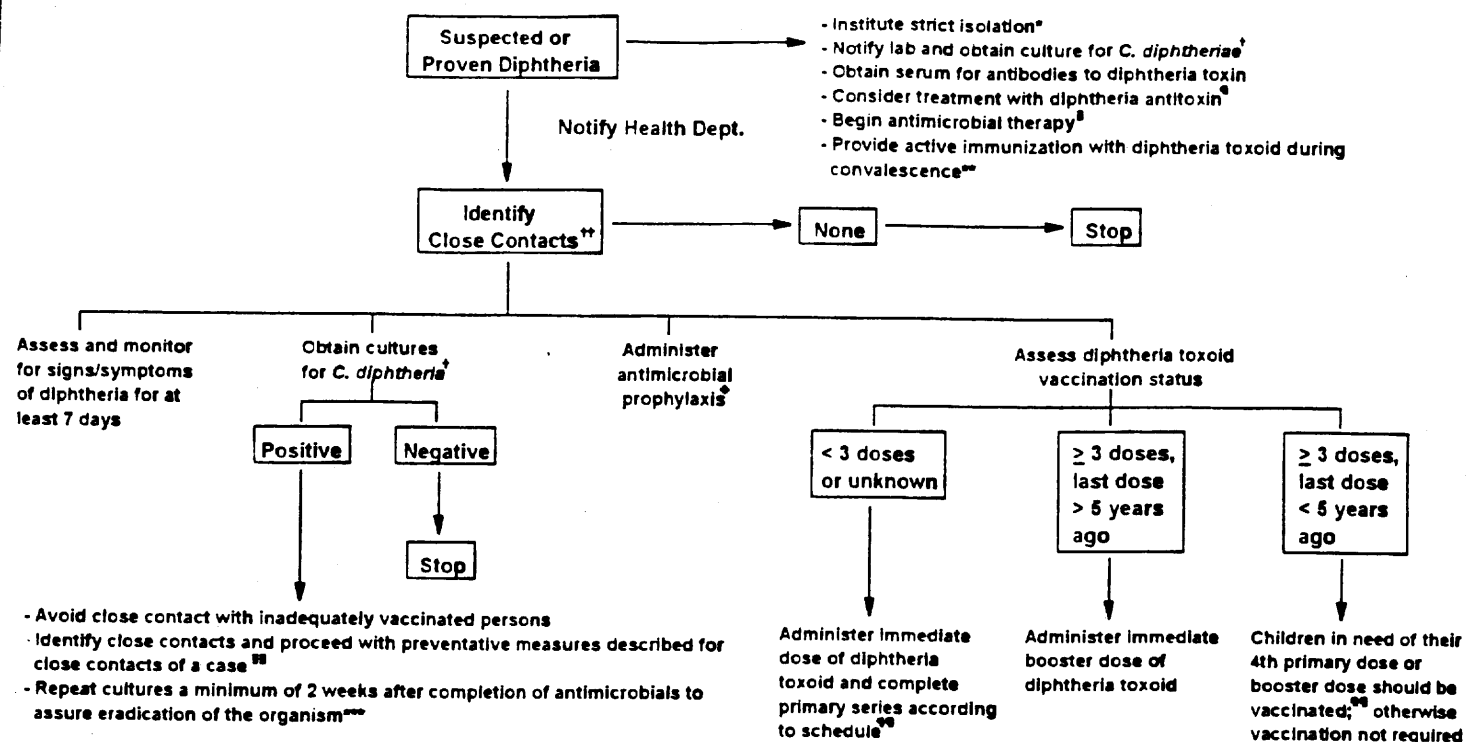 Suspected or
Proven Diphtheria
- Institute strict isolation*
- Notify lab and obtain culture for C. diphtheriae†
- Obtain serum for antibodies to diphtheria toxin
- Consider treatment with diphtheria antitoxin¶
- Begin antimicrobial therapy§
- Provide active immunization with diphtheria toxoid during
convalescence**
Notify Health Dept.
Identify
Close Contacts††
None
Stop
Assess and monitor
for signs/symptoms
of diphtheria for at
least 7 days
Obtain cultures
for C. diphtheria†
Positive
Negative
Stop
- Avoid close contact with inadequately vaccinated persons
- Identify close contacts and proceed with preventative measures described for
close contacts of a case §§
- Repeat cultures a minimum of 2 weeks after completion of antimicrobials to
assure eradication of the organism***
Administer
antimicrobial
prophylaxis
Assess diphtheria toxoid
vaccination status
< 3 doses
or unknown
Administer immediate
dose of diphtheria
toxoid and complete
primary series according
to schedule¶¶
≥ 3 doses,
last dose
> 5 years
ago
Administer immediate
booster dose of
diphtheria toxoid
≥ 3 doses,
last dose
< 5 years
ago
Children in need of their
4th primary dose or
booster dose should be
vaccinated;¶¶ otherwise
vaccination not required